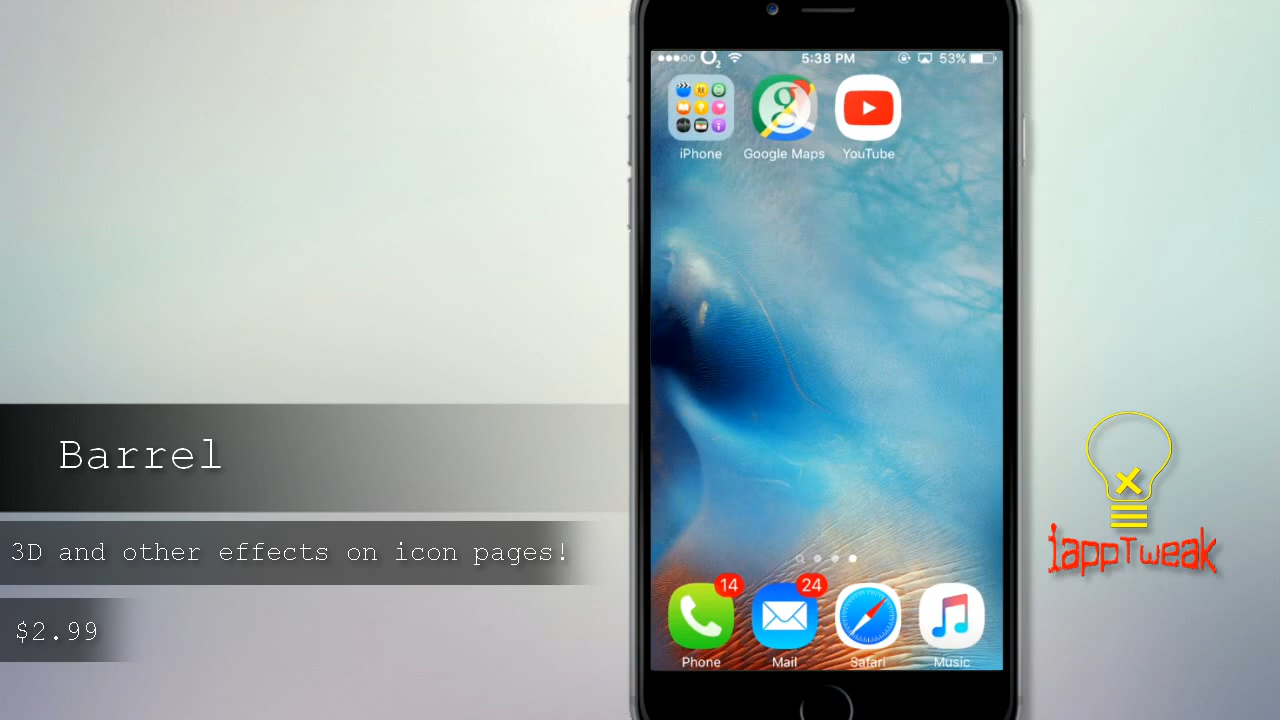 O2 5:38 PM 53%
iPhone Google Maps YouTube
Barrel
3D and other effects on icon pages!
$2.99
14 24
Phone Mail Safari Music
iappTweak